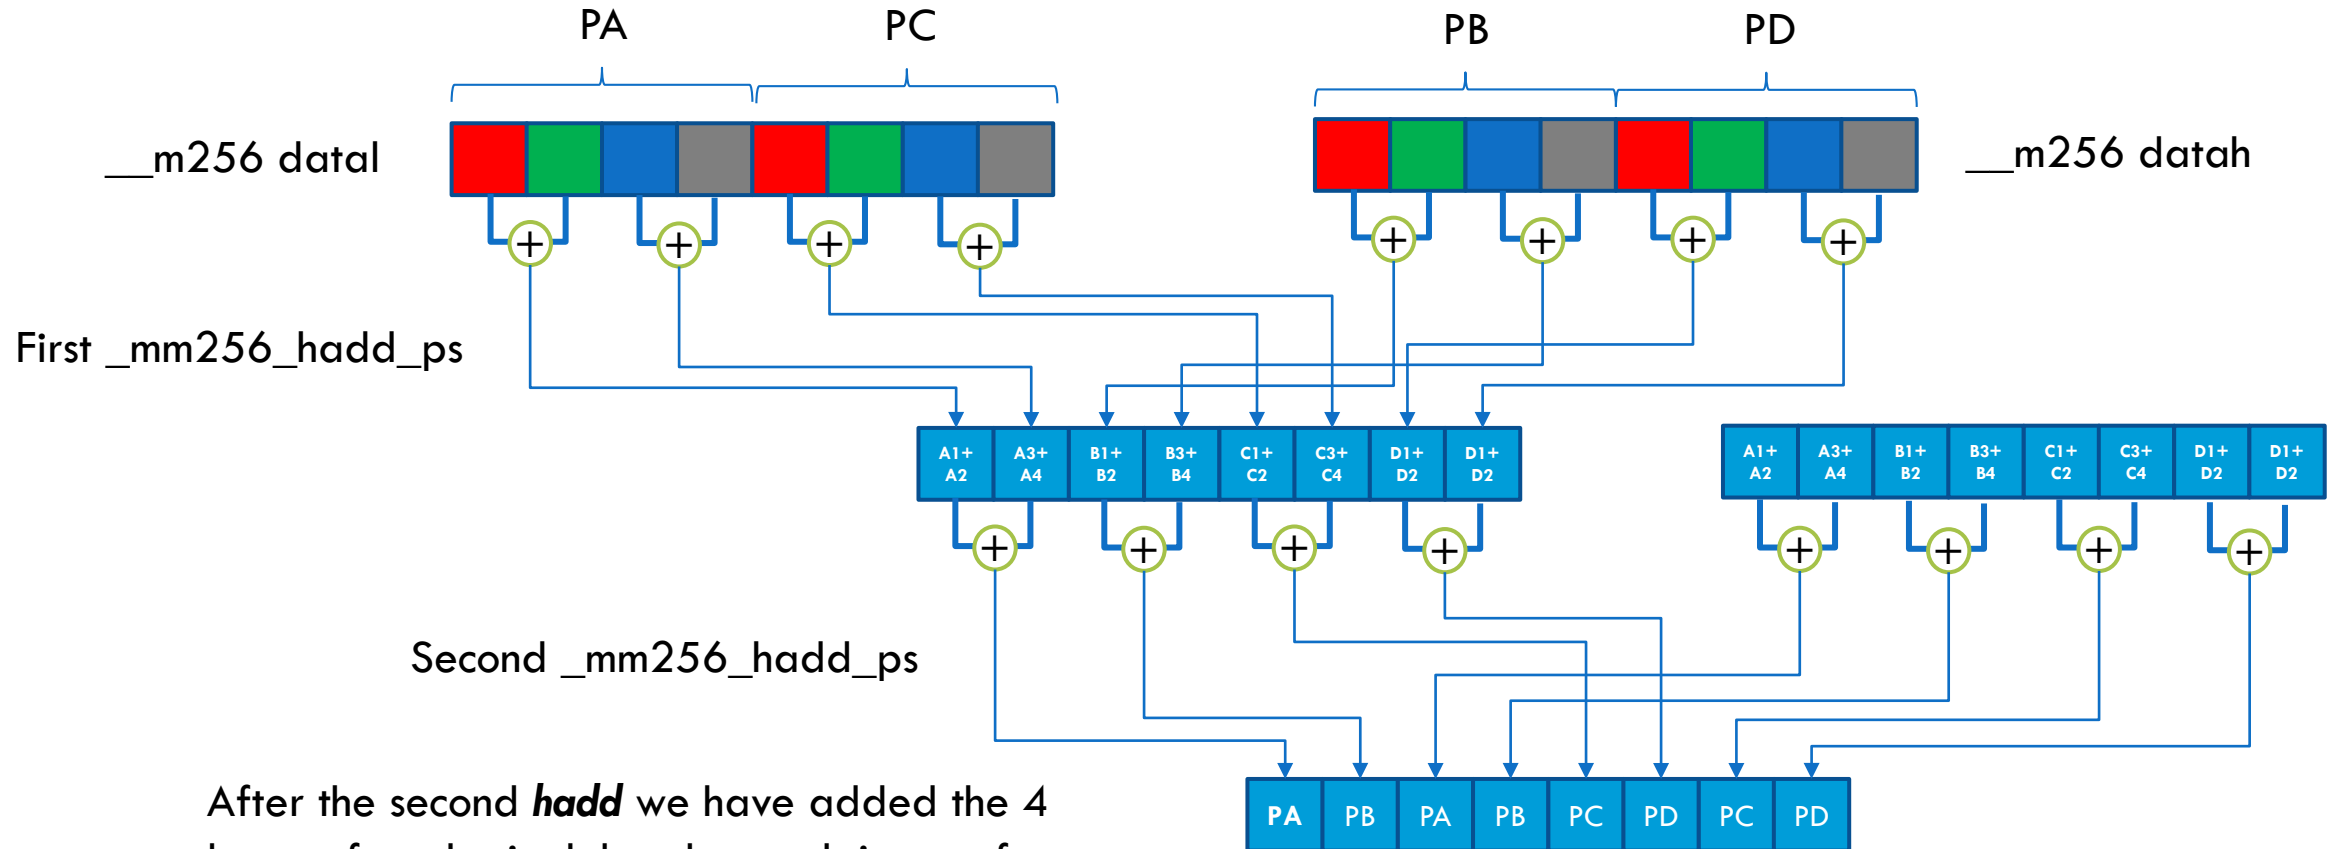 PA PC PB PD
__m256 datal __m256 datah
First _mm256_hadd_ps
A1+ A3+ B1+ B3+ C1+ C3+ D1+ D1+ A1+ A3+ B1+ B3+ C1+ C3+ D1+ D1+
A2 A4 B2 B4 C2 C4 D2 D2 A2 A4 B2 B4 C2 C4 D2 D2
Second _mm256_hadd_ps
After the second hadd we have added the 4
PA PB PA PB PC PD PC PD